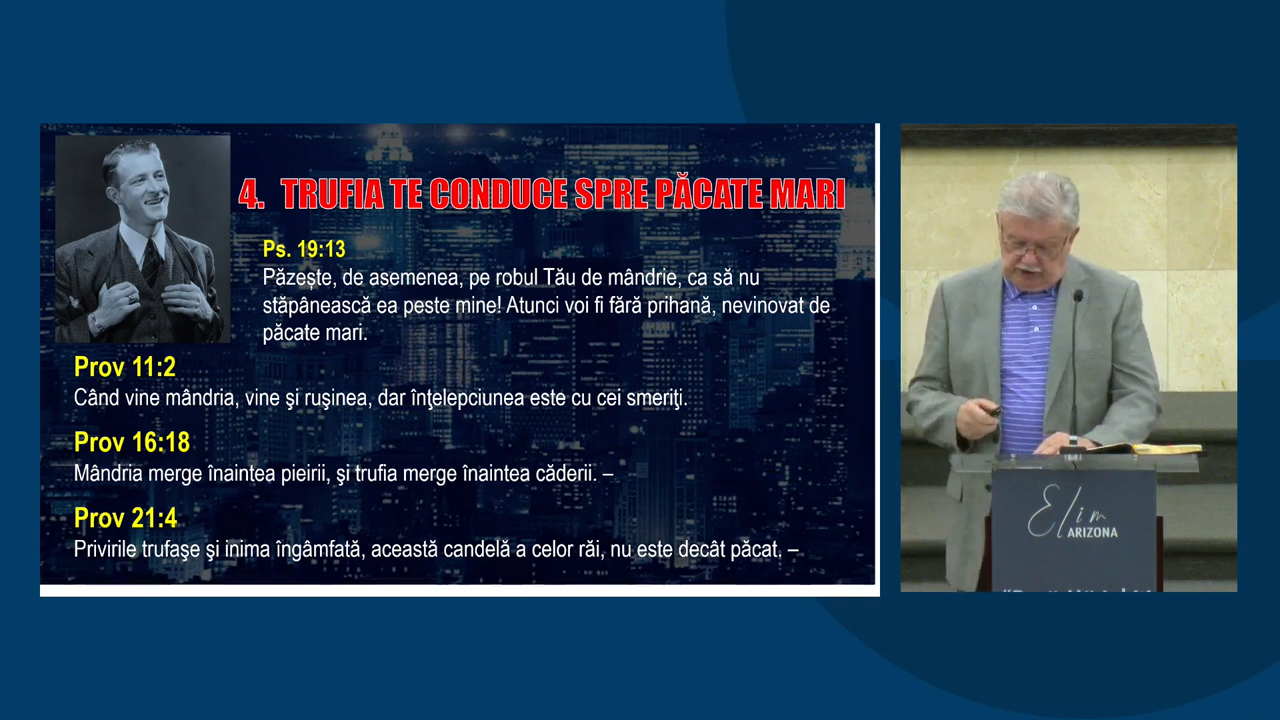 4. TRUFIA TE CONDUCE SPRE PĂCATE MARI
Ps. 19:13
Păzește, de asemenea, pe robul Tău de mândrie, ca să nu
stăpânească ea peste mine! Atunci voi fi fără prihană, nevinovat de
păcate mari.
Prov 11:2
Când vine mândria, vine şi ruşinea, dar înţelepciunea este cu cei smeriţi.
Prov 16:18
Mândria merge înaintea pieirii, şi trufia merge înaintea căderii. –
Prov 21:4
Privirile trufaşe şi inima îngâmfată, această candelă a celor răi, nu este decât păcat. –
Elim
ARIZONA